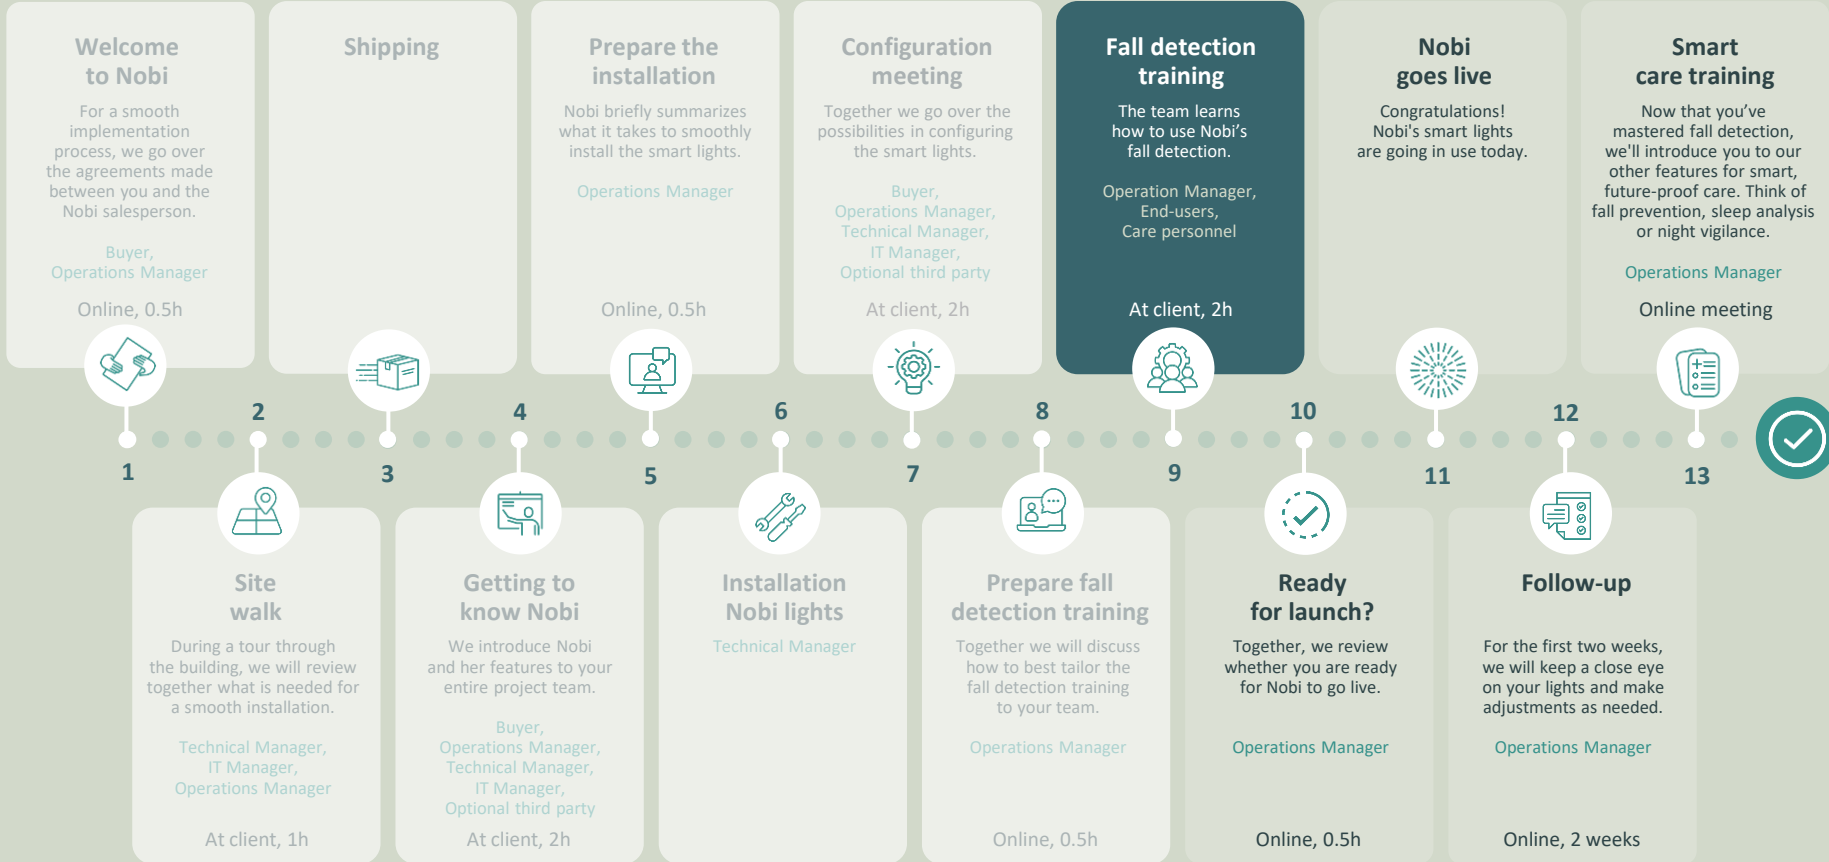 Welcome
to Nobi
For a smooth
implementation
process, we go over
the agreements made
between you and the
Nobi salesperson.
Buyer,
Operations Manager
Online, 0.5h
Shipping
Prepare the
installation
Nobi briefly summarizes
what it takes to smoothly
install the smart lights.
Operations Manager
Online, 0.5h
Configuration
meeting
Together we go over the
possibilities in configuring
the smart lights.
Buyer,
Operations Manager,
Technical Manager,
IT Manager,
Optional third party
At client, 2h
Fall detection
training
The team learns
how to use Nobi’s
fall detection.
Operation Manager,
End-users,
Care personnel
At client, 2h
Nobi
goes live
Congratulations!
Nobi's smart lights
are going in use today.
Smart
care training
Now that you’ve
mastered fall detection,
we'll introduce you to our
other features for smart,
future-proof care. Think of
fall prevention, sleep analysis
or night vigilance.
Operations Manager
Online meeting
2
4
6
8
10
12
1
3
5
7
9
11
13
Site
walk
During a tour through
the building, we will review
together what is needed for
a smooth installation.
Technical Manager,
IT Manager,
Operations Manager
At client, 1h
Getting to
know Nobi
We introduce Nobi
and her features to your
entire project team.
Buyer,
Operations Manager,
Technical Manager,
IT Manager,
Optional third party
At client, 2h
Installation
Nobi lights
Technical Manager
Prepare fall
detection training
Together we will discuss
how to best tailor the
fall detection training
to your team.
Operations Manager
Online, 0.5h
Ready
for launch?
Together, we review
whether you are ready
for Nobi to go live.
Operations Manager
Online, 0.5h
Follow-up
For the first two weeks,
we will keep a close eye
on your lights and make
adjustments as needed.
Operations Manager
Online, 2 weeks